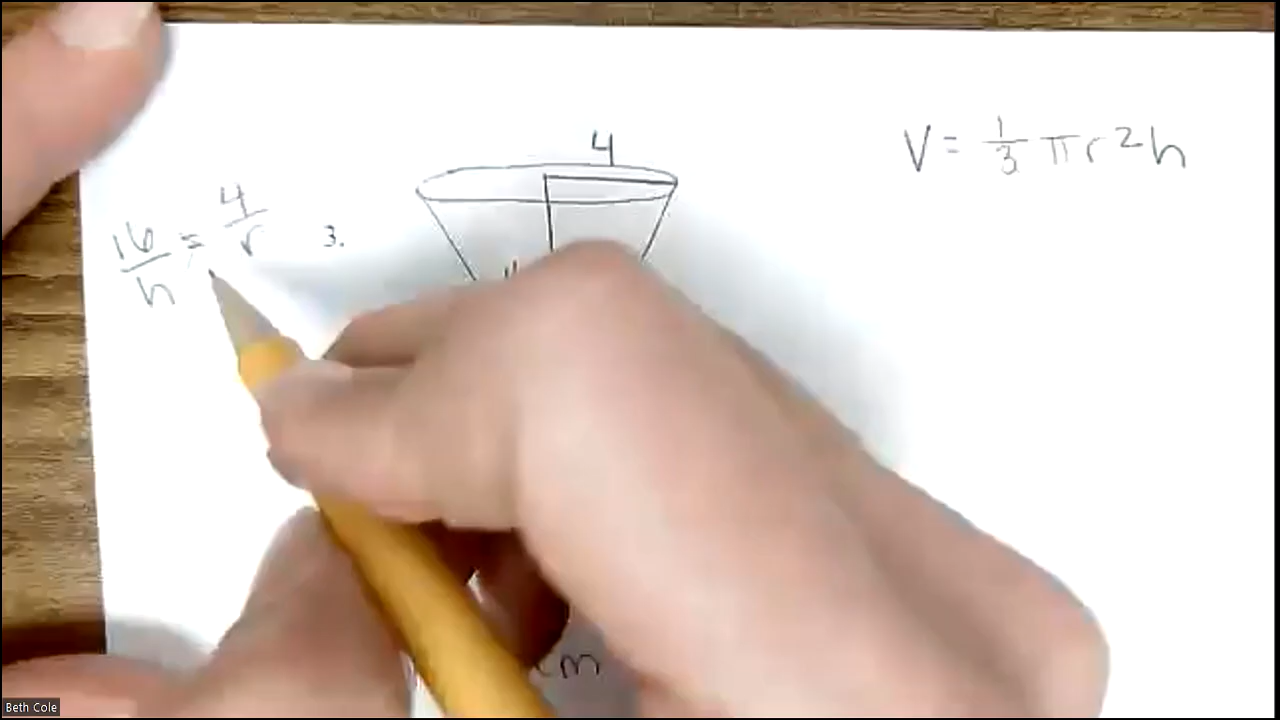 4
V = 1/3 πr²h
16/h = 4/r
3.
cm
Beth Cole